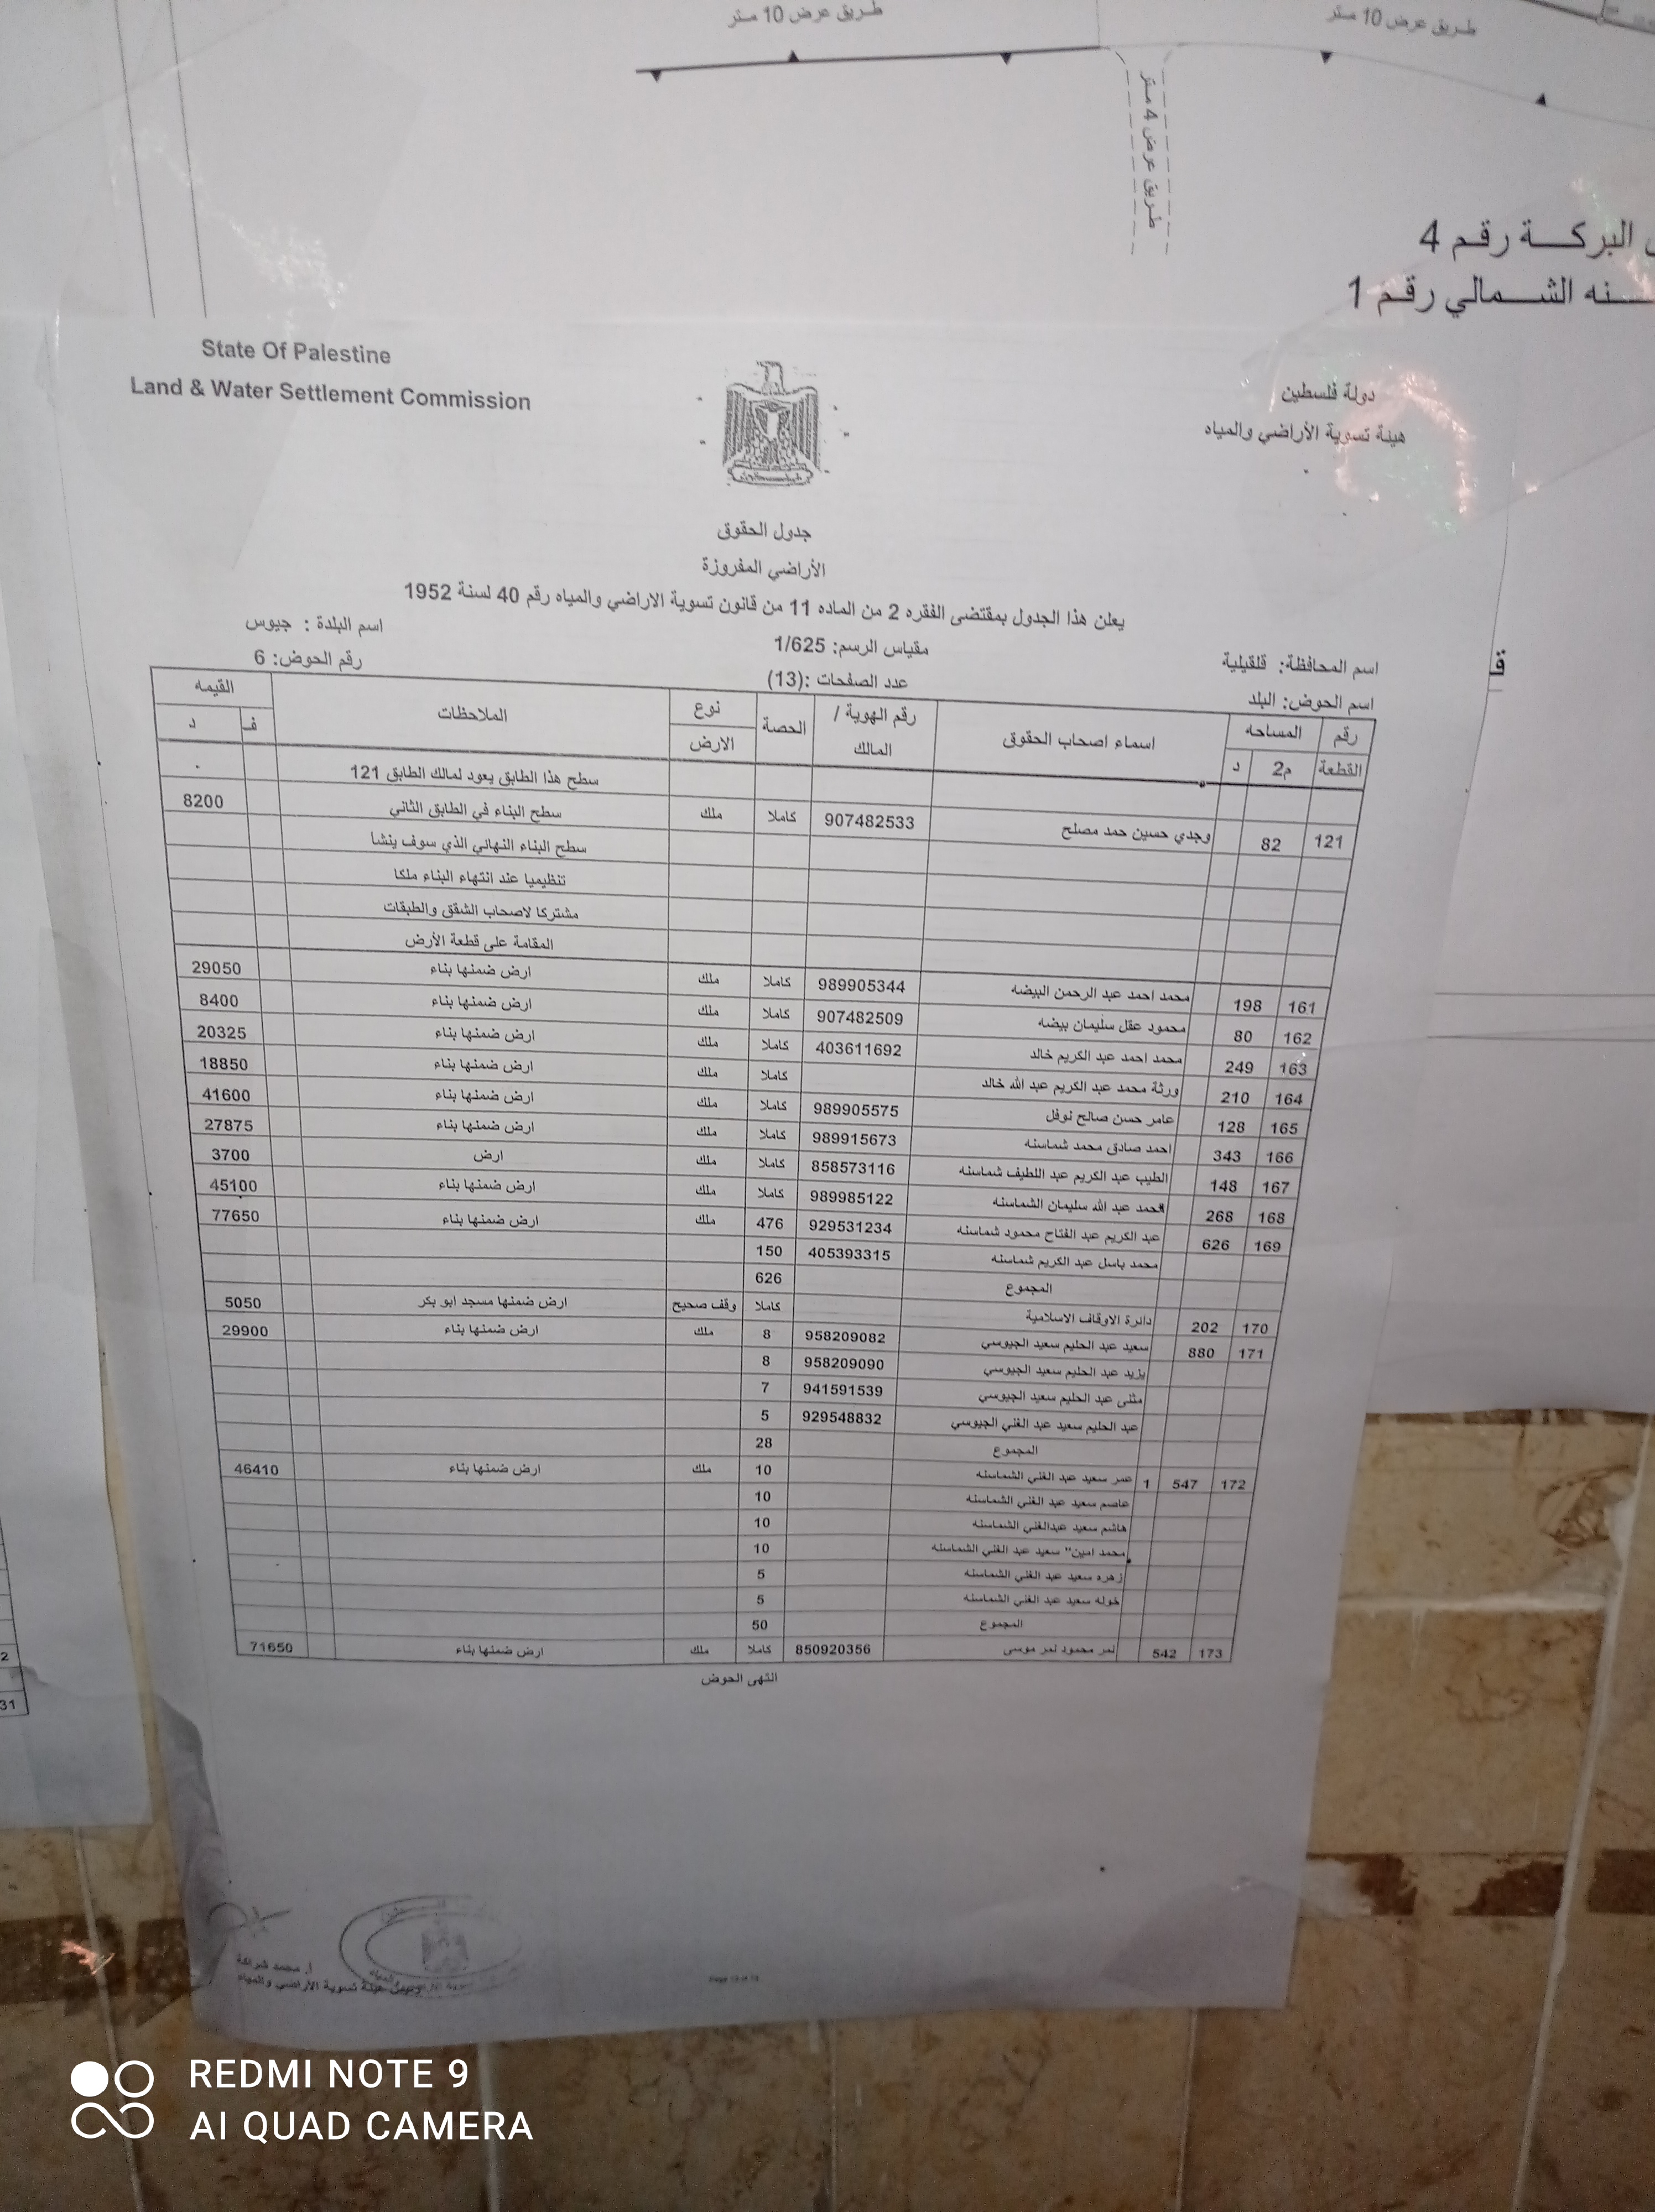 طريق عرض 10 متر
طريق عرض 10 متر
طريق عرض 4 متر
البركة رقم 4
نه الشمالي رقم 1
State Of Palestine
دولة فلسطين
Land & Water Settlement Commission
هيئة تسوية الأراضي والمياه
جدول الحقوق
الأراضي المفروزة
يعلن هذا الجدول بمقتضى الفقره 2 من الماده 11 من قانون تسوية الاراضي والمياه رقم 40 لسنة 1952
اسم المحافظة: قلقيلية مقياس الرسم: 1/625 اسم البلدة : جيوس
اسم الحوض: البلد عدد الصفحات :(13) رقم الحوض: 6
رقم القطعة المساحه م2 د اسماء اصحاب الحقوق رقم الهوية / المالك الحصة نوع الارض الملاحظات القيمه ف د
سطح هذا الطابق يعود لمالك الطابق 121
121 82 وجدي حسين حمد مصلح 907482533 كاملا ملك سطح البناء في الطابق الثاني 8200
سطح البناء النهائي الذي سوف ينشا
تنظيميا عند انتهاء البناء ملكا
مشتركا لاصحاب الشقق والطبقات
المقامة على قطعة الأرض
161 198 محمد احمد عبد الرحمن البيضه 989905344 كاملا ملك ارض ضمنها بناء 29050
162 80 محمود عقل سليمان بيضه 907482509 كاملا ملك ارض ضمنها بناء 8400
163 249 محمد احمد عبد الكريم خالد 403611692 كاملا ملك ارض ضمنها بناء 20325
164 210 ورثة محمد عبد الكريم عبد الله خالد كاملا ملك ارض ضمنها بناء 18850
165 128 عامر حسن صالح نوفل 989905575 كاملا ملك ارض ضمنها بناء 41600
166 343 احمد صادق محمد شماسنه 989915673 كاملا ملك ارض ضمنها بناء 27875
167 148 الطيب عبد الكريم عبد اللطيف شماسنه 858573116 كاملا ملك ارض 3700
168 268 محمد عبد الله سليمان الشماسنه 989985122 كاملا ملك ارض ضمنها بناء 45100
169 626 عبد الكريم عبد الفتاح محمود شماسنه 929531234 476 ملك ارض ضمنها بناء 77650
محمد باسل عبد الكريم شماسنه 405393315 150
المجموع 626
170 202 دائرة الاوقاف الاسلامية كاملا وقف صحيح ارض ضمنها مسجد ابو بكر 5050
171 880 سعيد عبد الحليم سعيد الجيوسي 958209082 8 ملك ارض ضمنها بناء 29900
يزيد عبد الحليم سعيد الجيوسي 958209090 8
مثنى عبد الحليم سعيد الجيوسي 941591539 7
عبد الحليم سعيد عبد الغني الجيوسي 929548832 5
المجموع 28
172 547 1 عمر سعيد عبد الغني الشماسنه 10 ملك ارض ضمنها بناء 46410
عاصم سعيد عبد الغني الشماسنه 10
هاشم سعيد عبدالغني الشماسنه 10
محمد امين" سعيد عبد الغني الشماسنه 10
زهره سعيد عبد الغني الشماسنه 5
خوله سعيد عبد الغني الشماسنه 5
المجموع 50
173 542 نمر محمود نمر موسى 850920356 كاملا ملك ارض ضمنها بناء 71650
انتهى الحوض
أ. محمد شراكة
رئيس هيئة تسوية الأراضي والمياه
2
31
REDMI NOTE 9
AI QUAD CAMERA